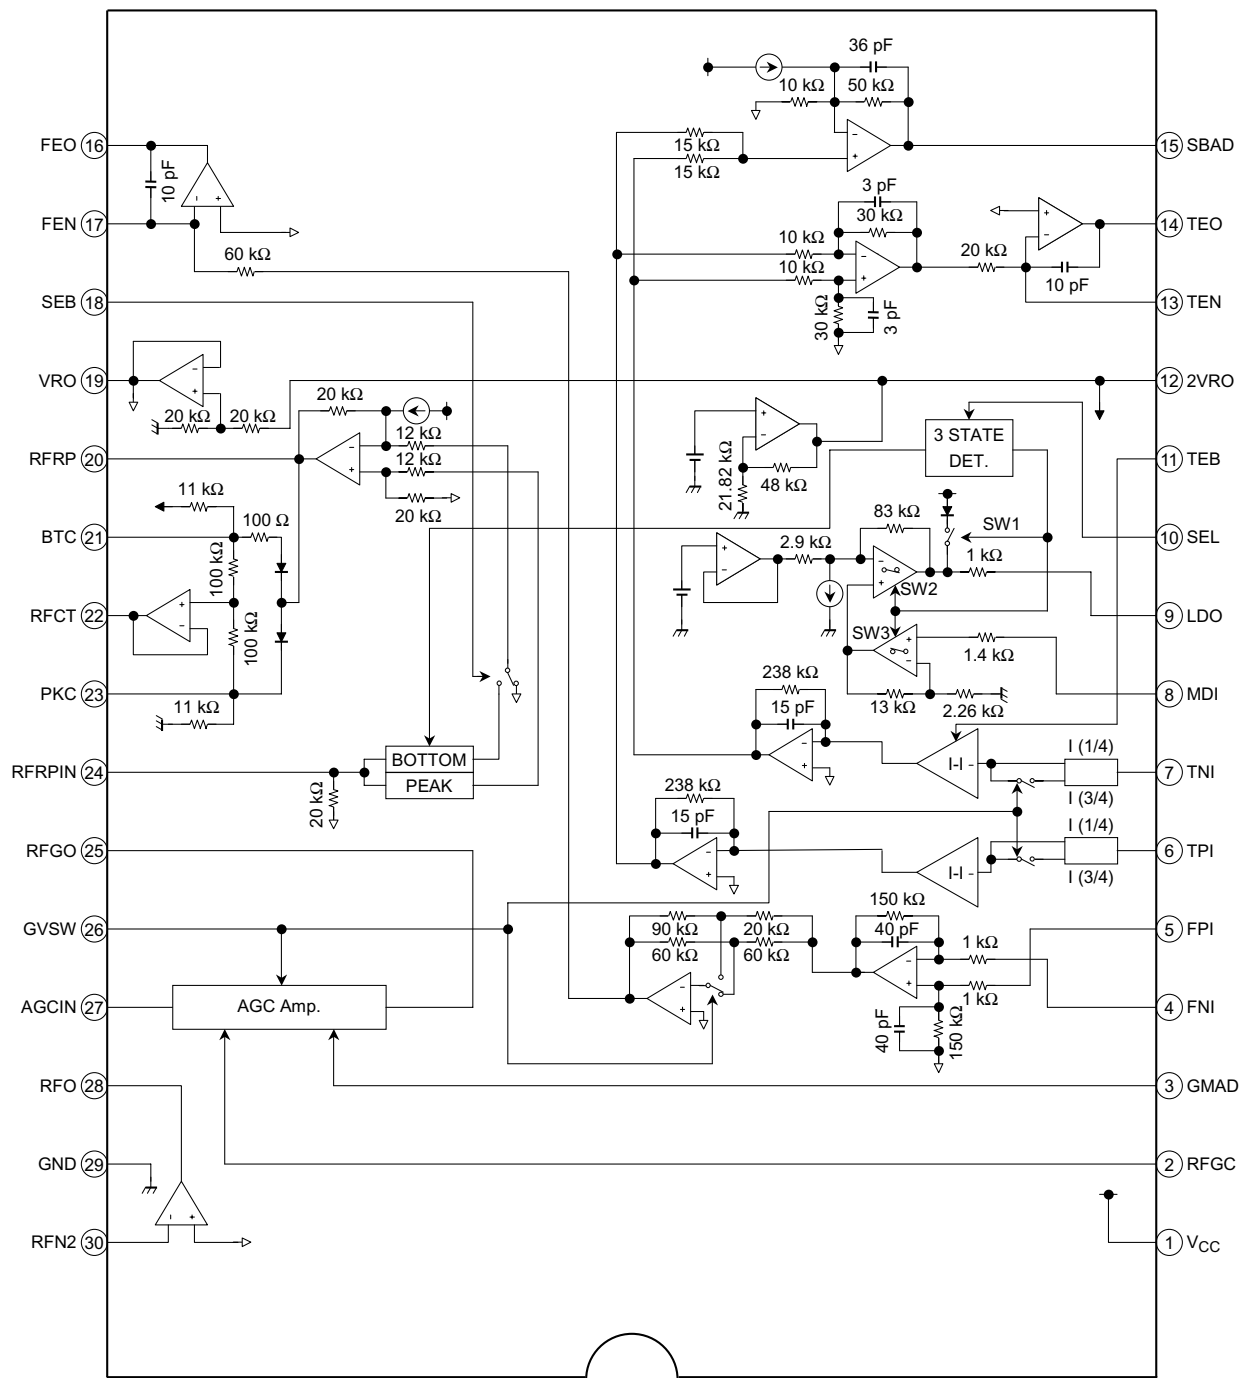 36 pF
10 kΩ 50 kΩ
FEO 16
15 kΩ
15 kΩ
15 SBAD
10 pF
3 pF
30 kΩ
FEN 17
14 TEO
60 kΩ
10 kΩ
10 kΩ
20 kΩ
10 pF
SEB 18
30 kΩ
3 pF
13 TEN
VRO 19
12 2VRO
20 kΩ 20 kΩ
20 kΩ
12 kΩ
12 kΩ
20 kΩ
RFRP 20
21.82 kΩ
48 kΩ
3 STATE
DET.
11 TEB
11 kΩ
100 Ω
BTC 21
83 kΩ
SW1
10 SEL
100 kΩ
2.9 kΩ
1 kΩ
SW2
RFCT 22
9 LDO
100 kΩ
SW3
1.4 kΩ
PKC 23
8 MDI
11 kΩ
238 kΩ
15 pF
13 kΩ
2.26 kΩ
BOTTOM
PEAK
RFRPIN 24
20 kΩ
I-I
I (1/4)
7 TNI
I (3/4)
238 kΩ
15 pF
I (1/4)
RFGO 25
6 TPI
I-I
I (3/4)
GVSW 26
90 kΩ 20 kΩ
60 kΩ 60 kΩ
150 kΩ
40 pF
1 kΩ
5 FPI
1 kΩ
AGCIN 27
AGC Amp.
4 FNI
40 pF
150 kΩ
RFO 28
3 GMAD
GND 29
2 RFGC
RFN2 30
1 VCC